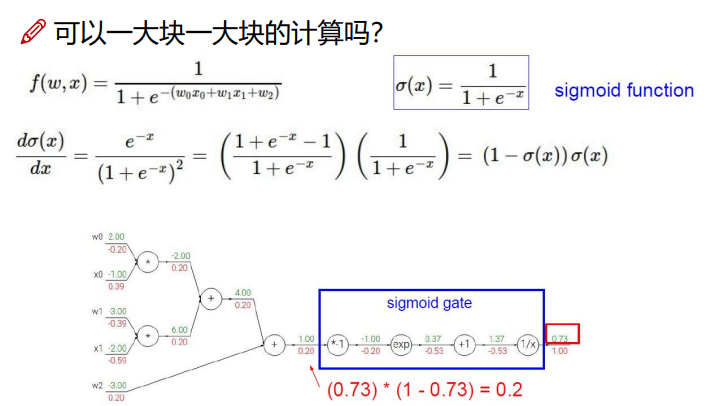 可以一大块一大块的计算吗?
f(w,x) = 1 / (1 + e^{-(w_0x_0+w_1x_1+w_2)})
σ(x) = 1 / (1 + e^{-x})
sigmoid function
dσ(x)/dx = e^{-x} / (1 + e^{-x})^2 = ((1 + e^{-x} - 1) / (1 + e^{-x})) (1 / (1 + e^{-x})) = (1 - σ(x))σ(x)
w0 2.00
-0.20
* -2.00
0.20
x0 -1.00
0.39
+ 4.00
0.20
w1 -3.00
-0.39
* 6.00
0.20
x1 -2.00
-0.59
w2 -3.00
0.20
sigmoid gate
+ 1.00 *-1 -1.00 exp 0.37 +1 1.37 1/x 0.73
0.20 -0.20 -0.53 -0.53 1.00
(0.73) * (1 - 0.73) = 0.2